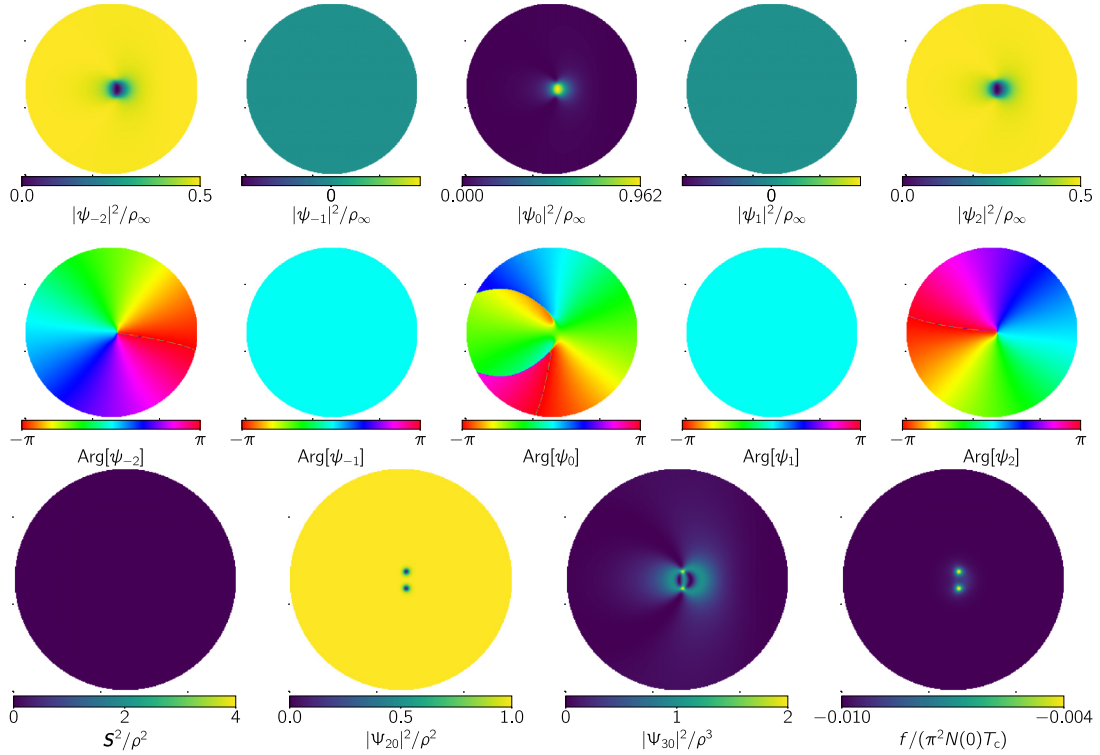 0.0 0.5
|ψ₋₂|²/ρ∞
0
|ψ₋₁|²/ρ∞
0.000 0.962
|ψ₀|²/ρ∞
0
|ψ₁|²/ρ∞
0.0 0.5
|ψ₂|²/ρ∞
−π π
Arg[ψ₋₂]
−π π
Arg[ψ₋₁]
−π π
Arg[ψ₀]
−π π
Arg[ψ₁]
−π π
Arg[ψ₂]
0 2 4
S²/ρ²
0.0 0.5 1.0
|Ψ₂₀|²/ρ²
0 1 2
|Ψ₃₀|²/ρ³
−0.010 −0.004
f/(π²N(0)T_c)